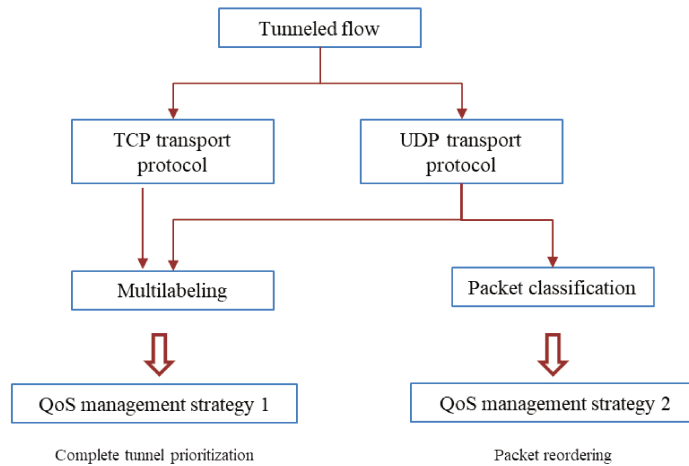 Tunneled flow
TCP transport
protocol
UDP transport
protocol
Multilabeling
Packet classification
QoS management strategy 1
QoS management strategy 2
Complete tunnel prioritization
Packet reordering